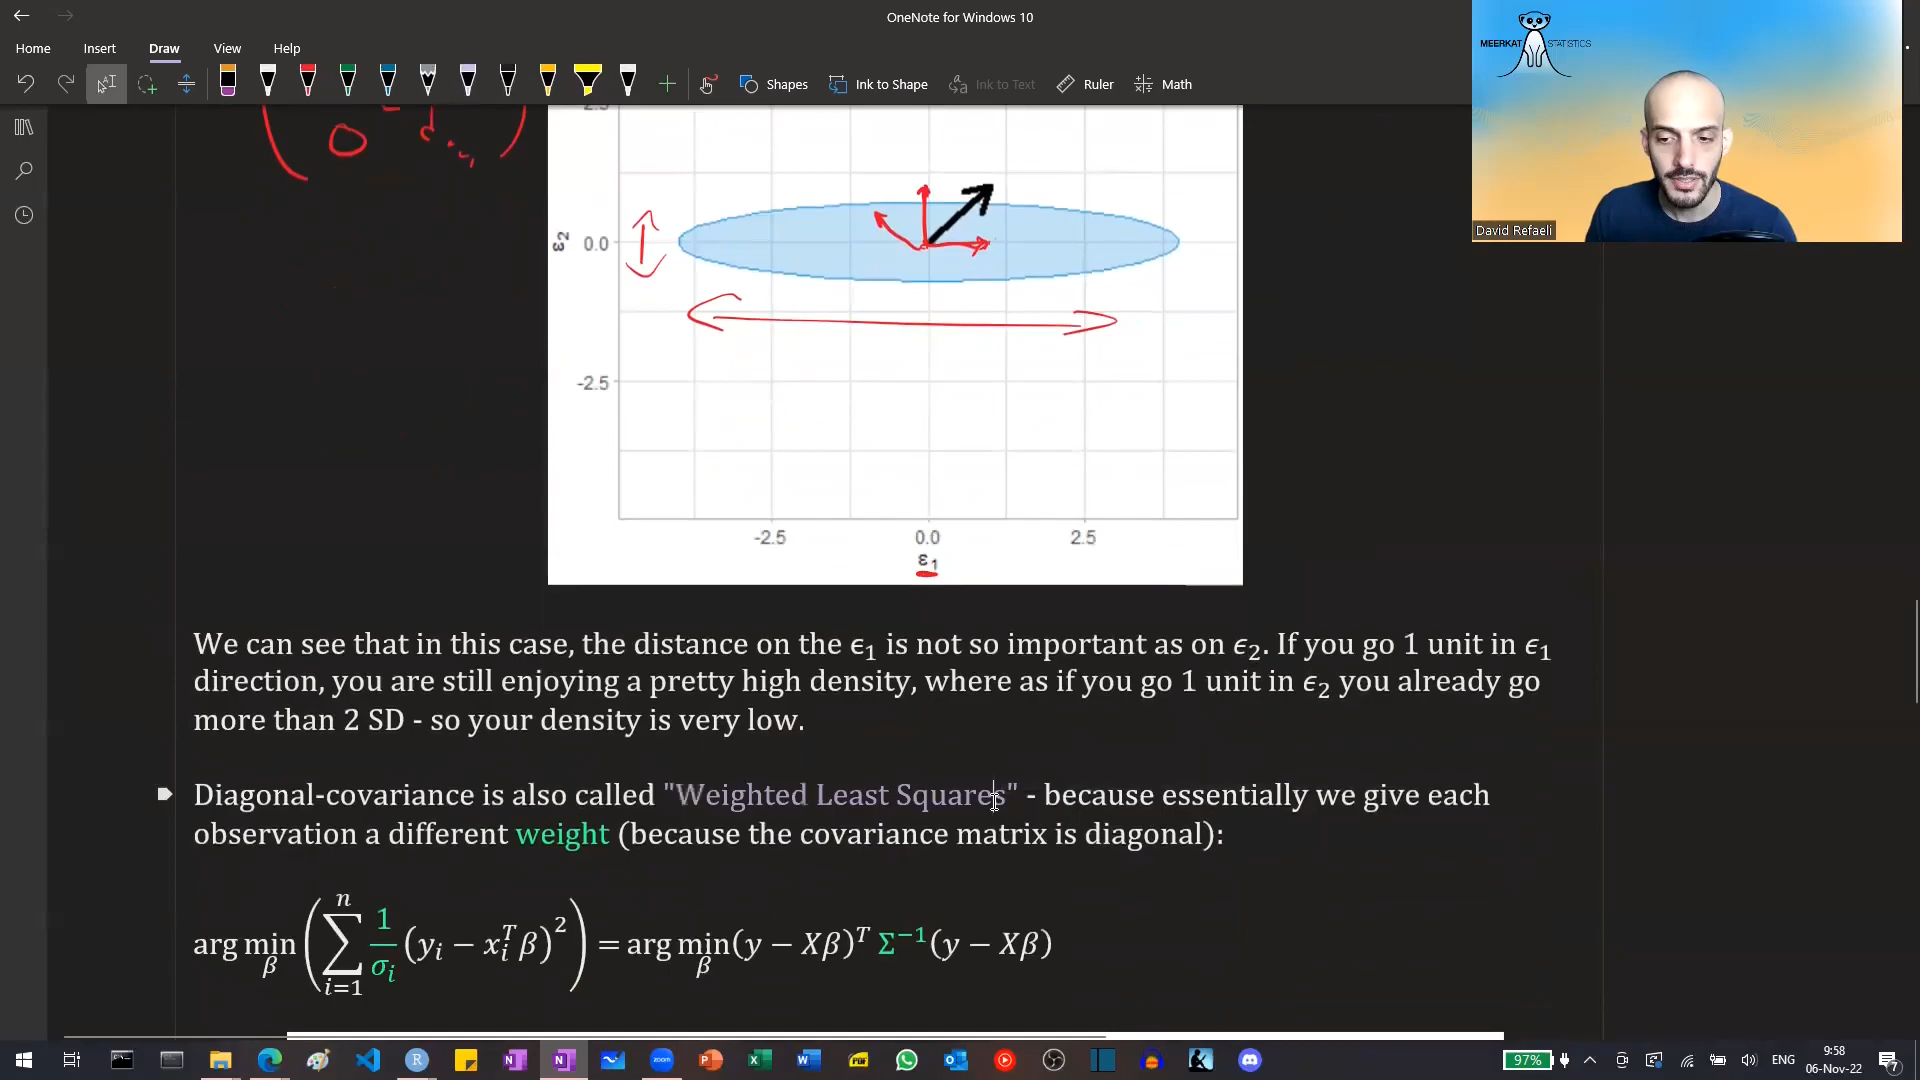 OneNote for Windows 10
Home Insert Draw View Help
Shapes Ink to Shape Ink to Text Ruler Math
MEERKAT STATISTICS
David Refaeli
0
ε2
0.0
-2.5
-2.5 0.0 2.5
ε1
We can see that in this case, the distance on the ϵ₁ is not so important as on ϵ₂. If you go 1 unit in ϵ₁
direction, you are still enjoying a pretty high density, where as if you go 1 unit in ϵ₂ you already go
more than 2 SD - so your density is very low.
Diagonal-covariance is also called "Weighted Least Squares" - because essentially we give each
observation a different weight (because the covariance matrix is diagonal):
arg min_β (∑_{i=1}^{n} 1/σ_i (y_i − x_i^T β)^2) = arg min_β (y − Xβ)^T Σ^{−1} (y − Xβ)
97% ENG 9:58
06-Nov-22